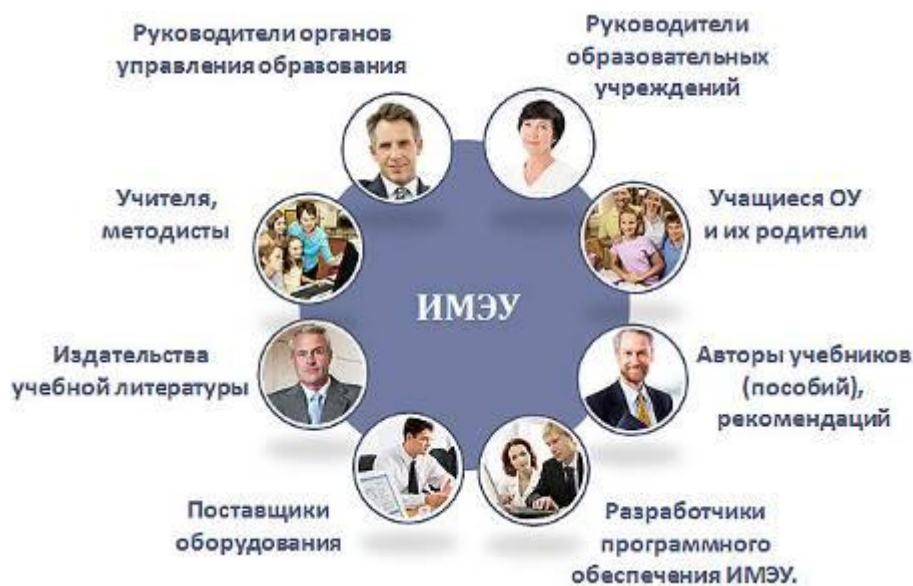 Руководители органов
управления образования
Руководители
образовательных
учреждений
Учителя,
методисты
Учащиеся ОУ
и их родители
ИМЭУ
Издательства
учебной литературы
Авторы учебников
(пособий),
рекомендаций
Поставщики
оборудования
Разработчики
программного
обеспечения ИМЭУ.